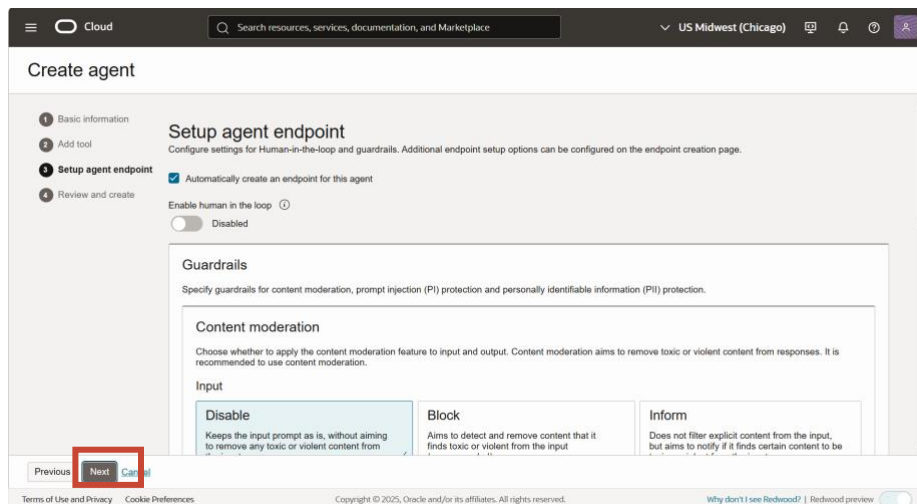 Cloud
Search resources, services, documentation, and Marketplace
US Midwest (Chicago)
Create agent
1 Basic information
2 Add tool
3 Setup agent endpoint
4 Review and create
Setup agent endpoint
Configure settings for Human-in-the-loop and guardrails. Additional endpoint setup options can be configured on the endpoint creation page.
Automatically create an endpoint for this agent
Enable human in the loop
Disabled
Guardrails
Specify guardrails for content moderation, prompt injection (PI) protection and personally identifiable information (PII) protection.
Content moderation
Choose whether to apply the content moderation feature to input and output. Content moderation aims to remove toxic or violent content from responses. It is
recommended to use content moderation.
Input
Disable
Keeps the input prompt as is, without aiming
to remove any toxic or violent content from
Block
Aims to detect and remove content that it
finds toxic or violent from the input
Inform
Does not filter explicit content from the input,
but aims to notify if it finds certain content to be
Previous Next Cancel
Terms of Use and Privacy Cookie Preferences Copyright © 2025, Oracle and/or its affiliates. All rights reserved. Why don't I see Redwood? | Redwood preview